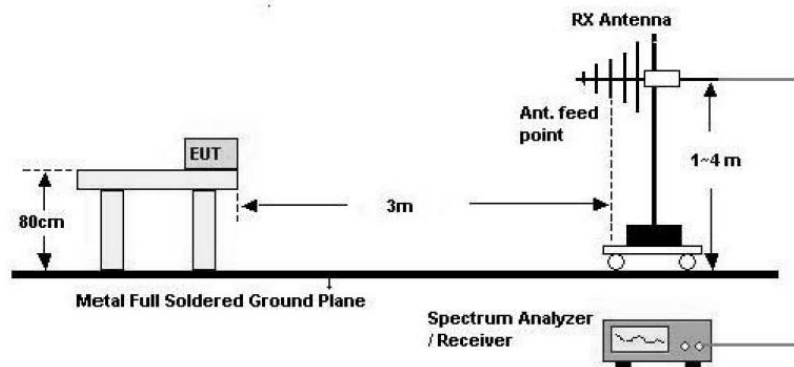 RX Antenna
Ant. feed
point
EUT
1~4 m
80cm
3m
Metal Full Soldered Ground Plane
Spectrum Analyzer
/ Receiver